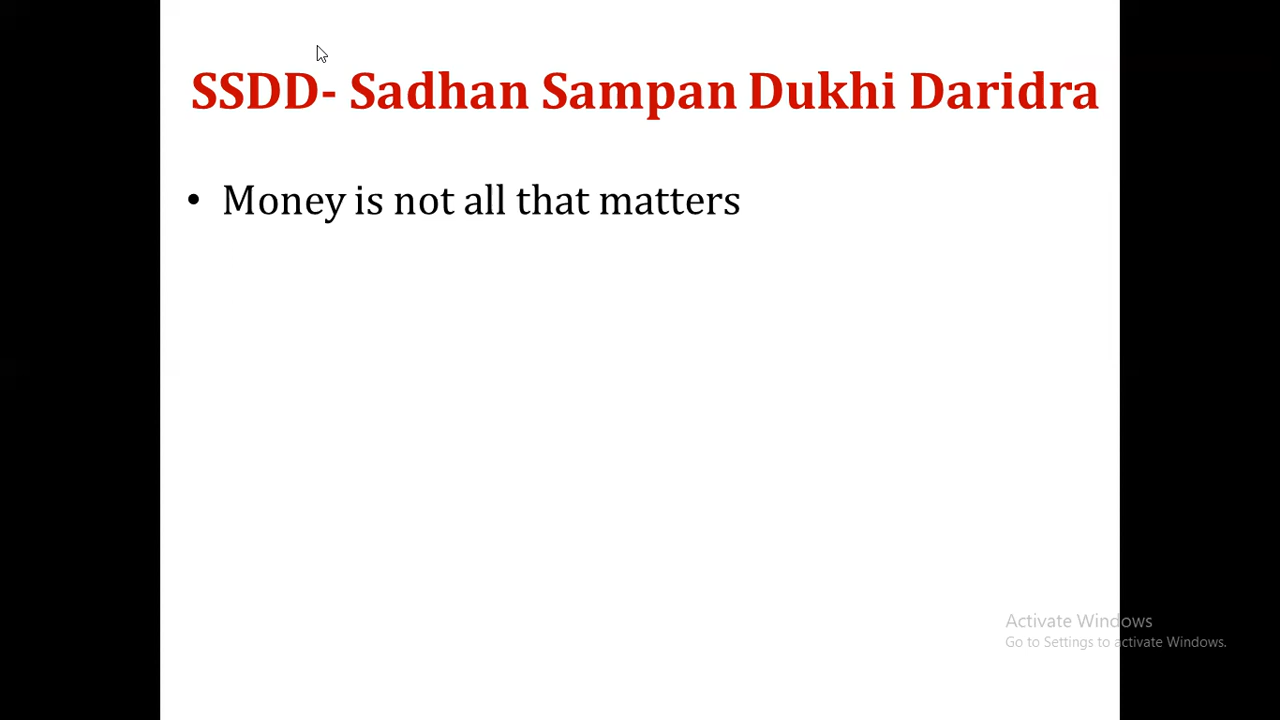 SSDD- Sadhan Sampan Dukhi Daridra
• Money is not all that matters
Activate Windows
Go to Settings to activate Windows.